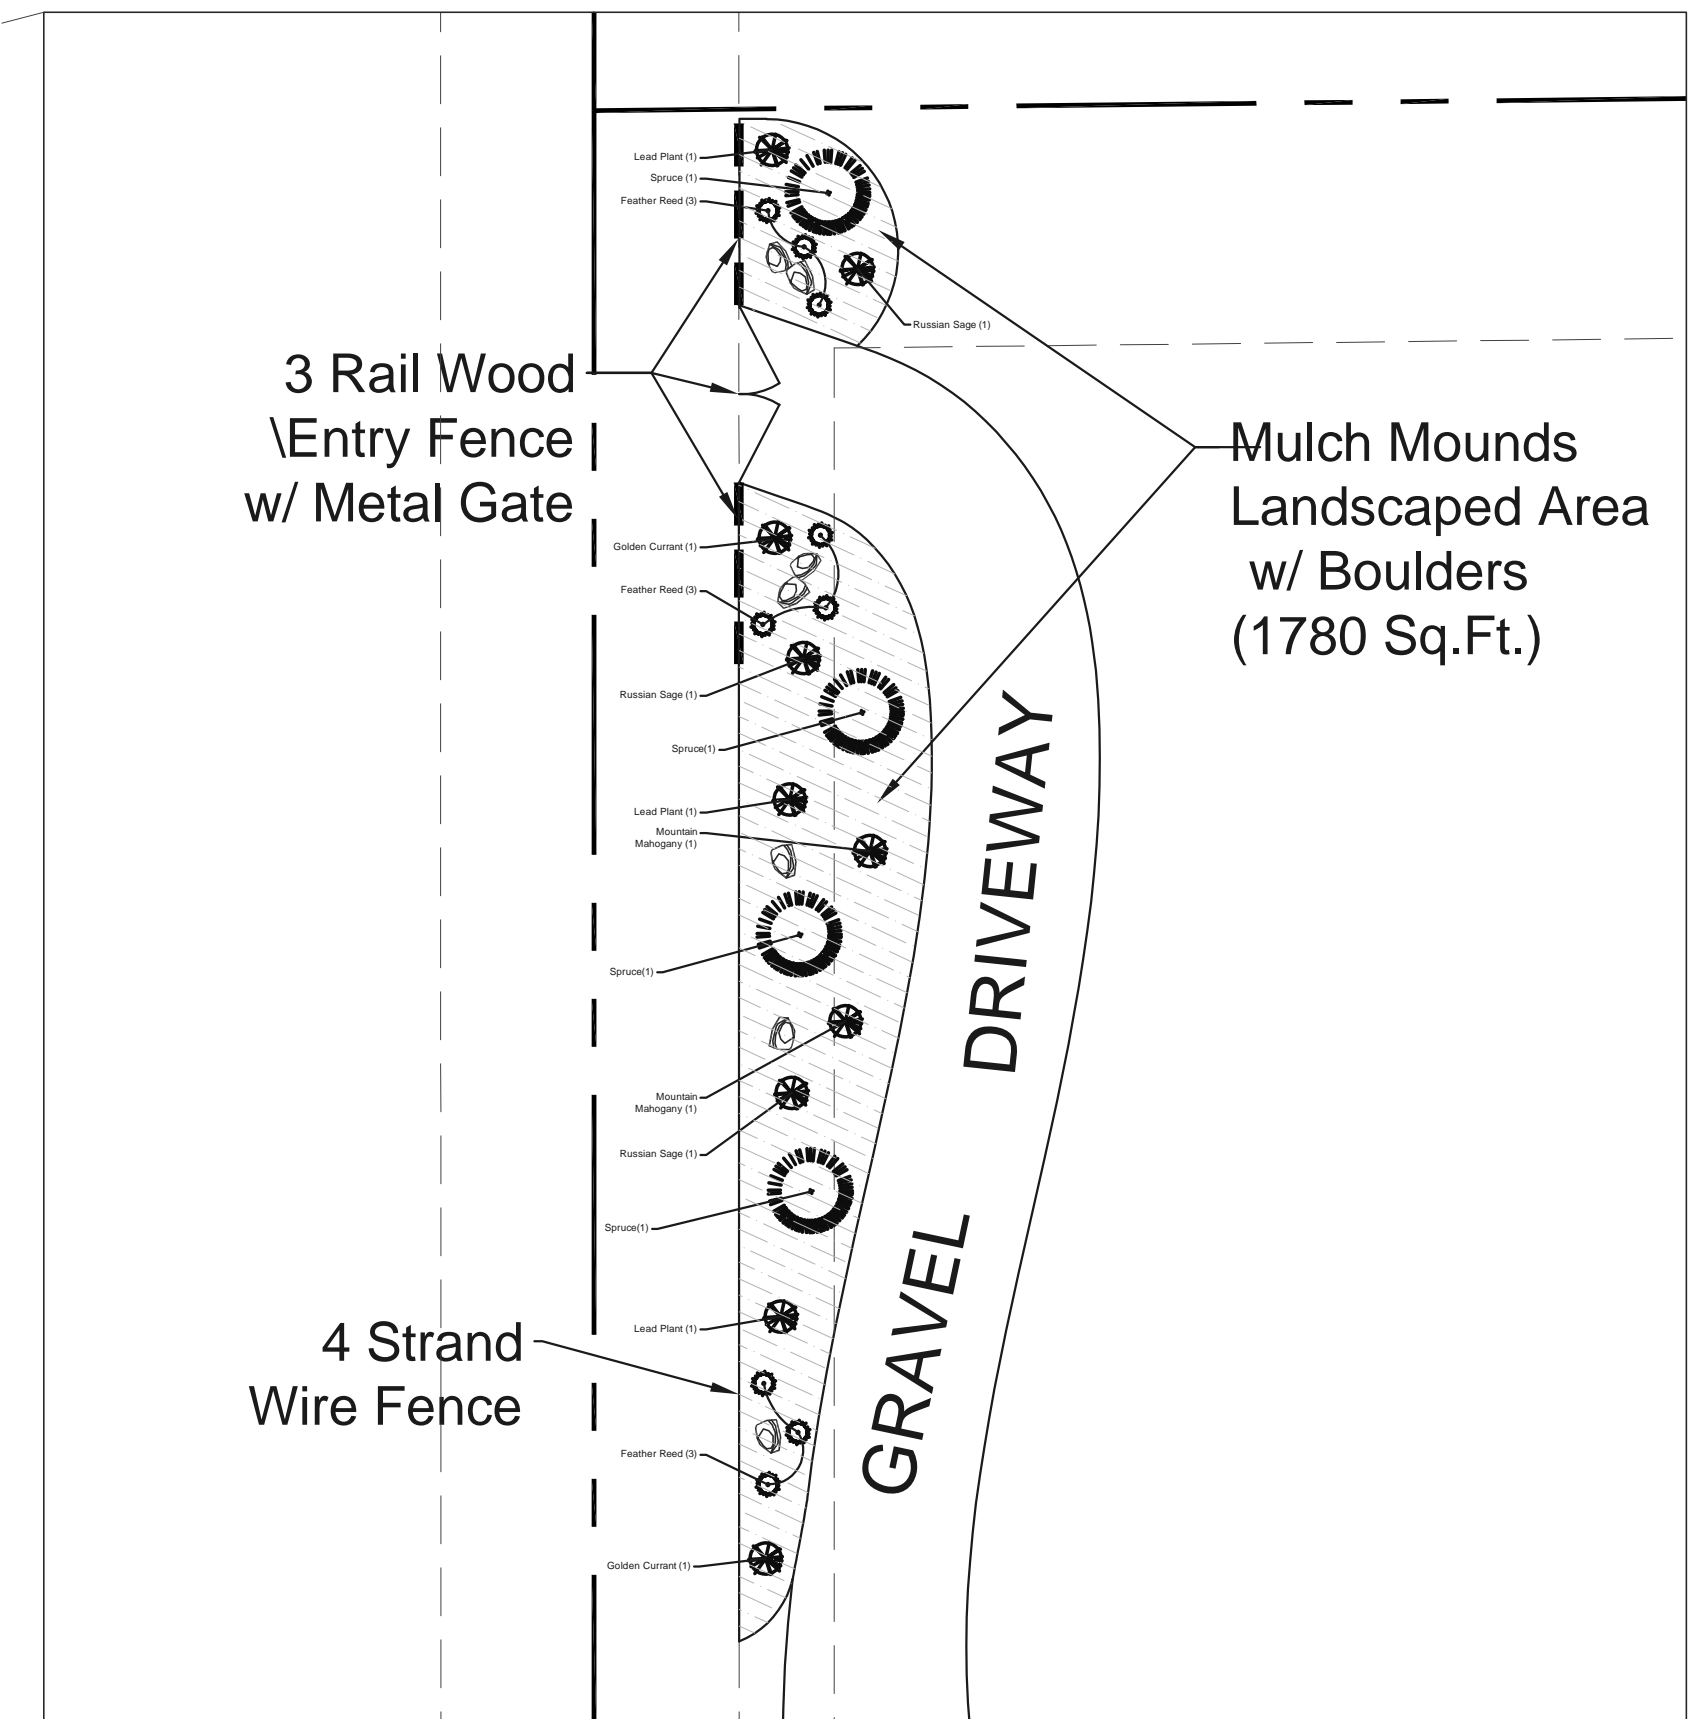 Lead Plant (1)
Spruce (1)
Feather Reed (3)
Russian Sage (1)
3 Rail Wood
\Entry Fence
w/ Metal Gate
Mulch Mounds
Landscaped Area
w/ Boulders
(1780 Sq.Ft.)
Golden Currant (1)
Feather Reed (3)
Russian Sage (1)
Spruce(1)
Lead Plant (1)
Mountain
Mahogany (1)
Spruce(1)
Mountain
Mahogany (1)
Russian Sage (1)
Spruce(1)
Lead Plant (1)
4 Strand
Wire Fence
Feather Reed (3)
Golden Currant (1)
GRAVEL DRIVEWAY